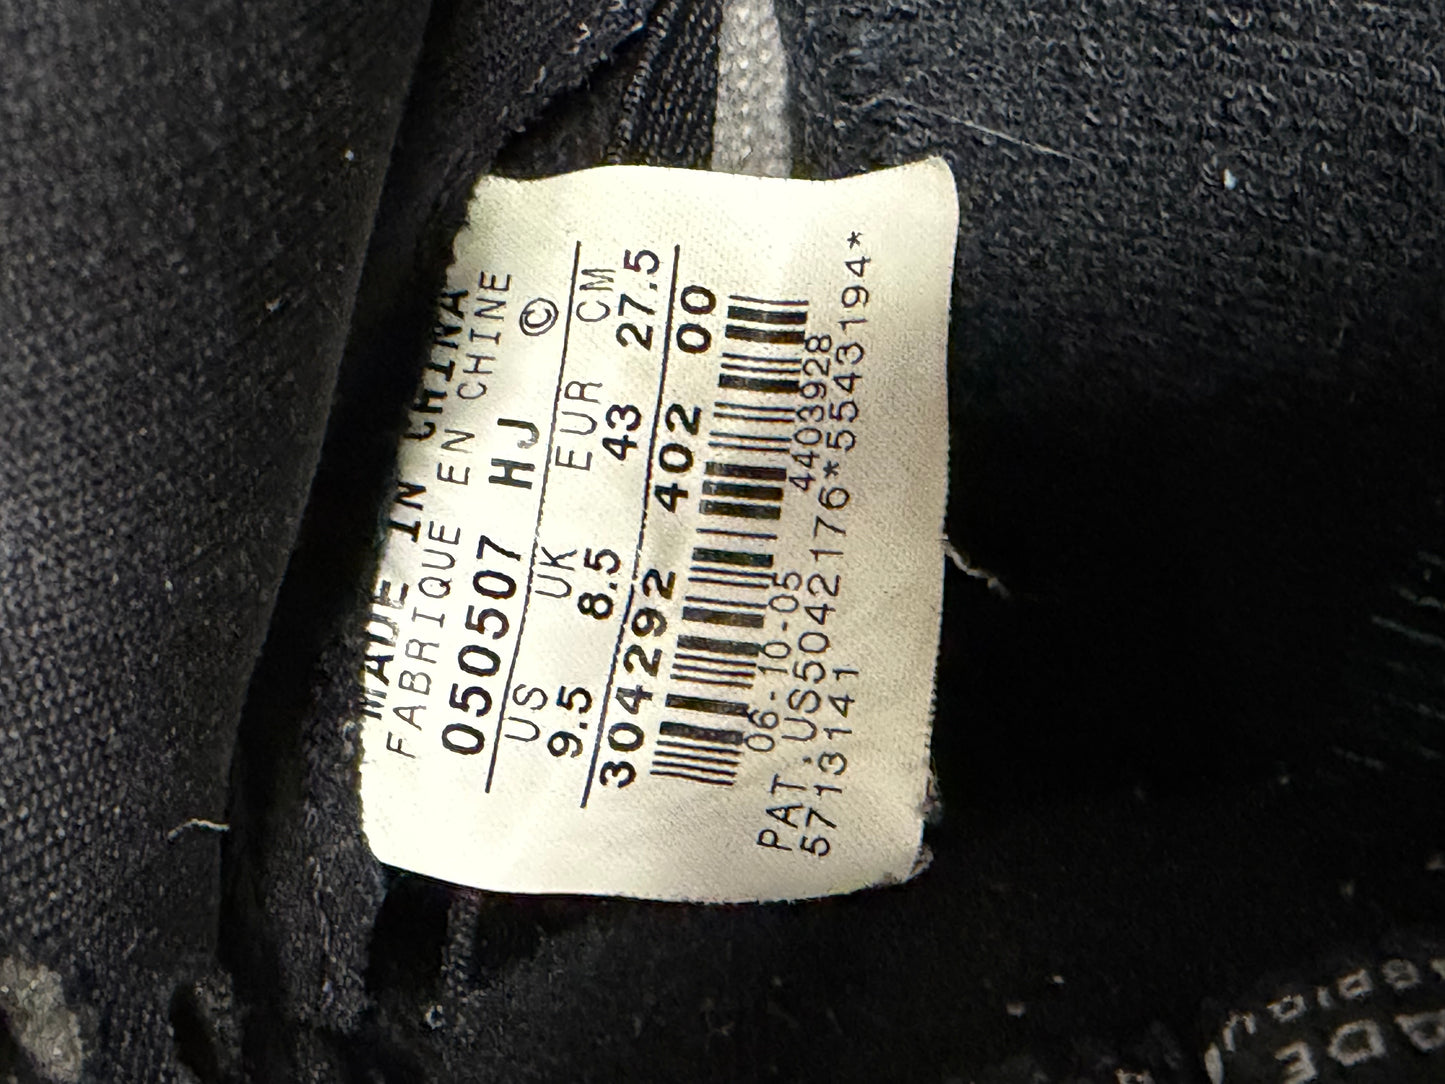 MADE IN CHINA
FABRIQUE EN CHINE
050507 HJ ©
US UK EUR CM
9.5 8.5 43 27.5
304292 402 00
06-10-05 4403928
PAT. US5042176*5543194*
5713141